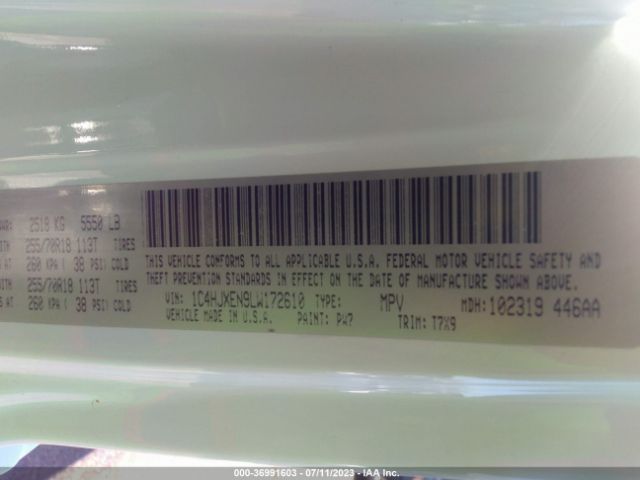 2518 KG 5550 LB
255/70R18 113T TIRES
260 KPA ( 38 PSI) COLD
255/70R18 113T TIRES
260 KPA ( 38 PSI) COLD
THIS VEHICLE CONFORMS TO ALL APPLICABLE U.S.A. FEDERAL MOTOR VEHICLE SAFETY AND
THEFT PREVENTION STANDARDS IN EFFECT ON THE DATE OF MANUFACTURE SHOWN ABOVE.
VIN: 1C4HJXEN9LW172610 TYPE: MPV MDH: 102319 446AA
VEHICLE MADE IN U.S.A. PAINT: PW7 TRIM: T7X9
000-36991603 - 07/11/2023 - IAA Inc.